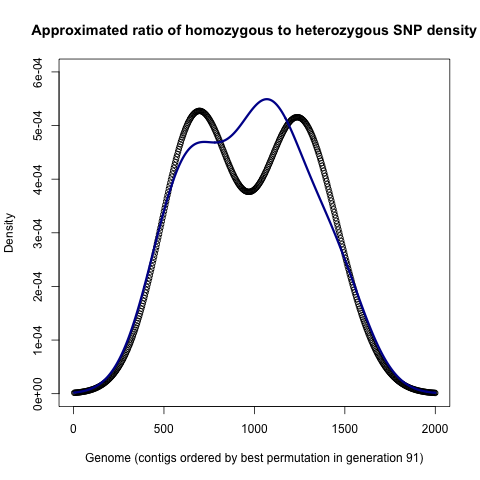 Approximated ratio of homozygous to heterozygous SNP density
6e-04
5e-04
4e-04
3e-04
2e-04
1e-04
0e+00
Density
0 500 1000 1500 2000
Genome (contigs ordered by best permutation in generation 91)